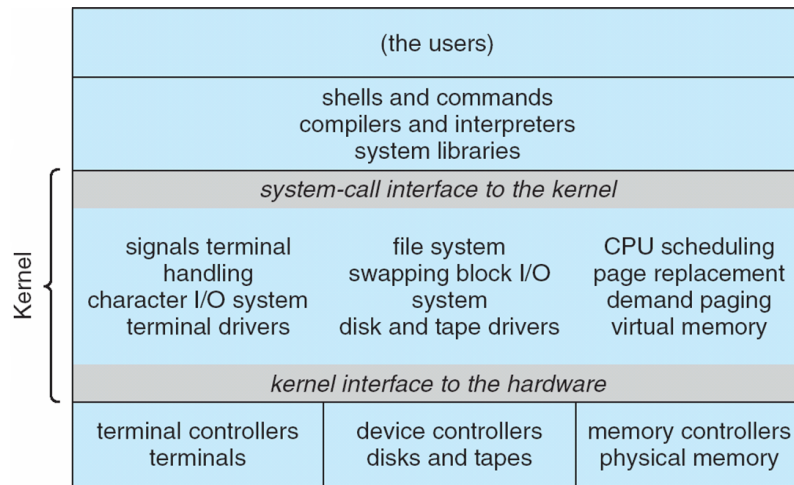 (the users)
shells and commands
compilers and interpreters
system libraries
Kernel
system-call interface to the kernel
signals terminal
handling
character I/O system
terminal drivers
file system
swapping block I/O
system
disk and tape drivers
CPU scheduling
page replacement
demand paging
virtual memory
kernel interface to the hardware
terminal controllers
terminals
device controllers
disks and tapes
memory controllers
physical memory